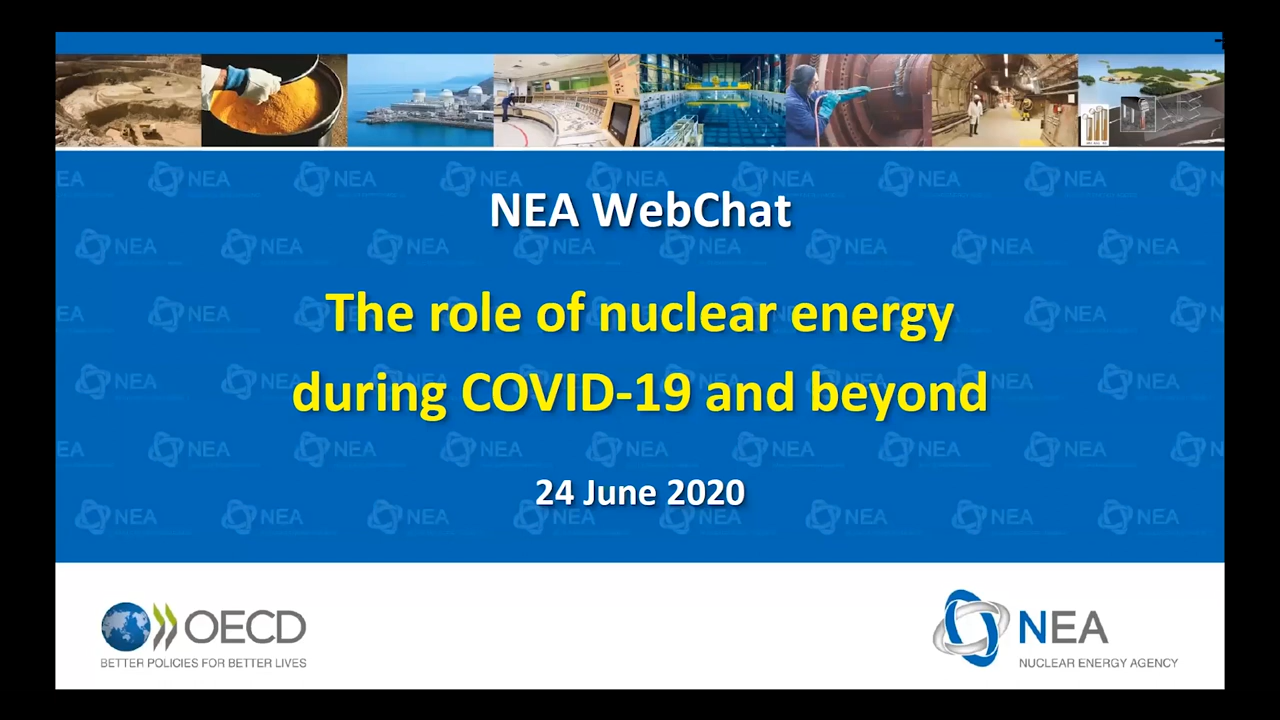 NEA WebChat
The role of nuclear energy
during COVID-19 and beyond
24 June 2020
OECD
BETTER POLICIES FOR BETTER LIVES
NEA
NUCLEAR ENERGY AGENCY